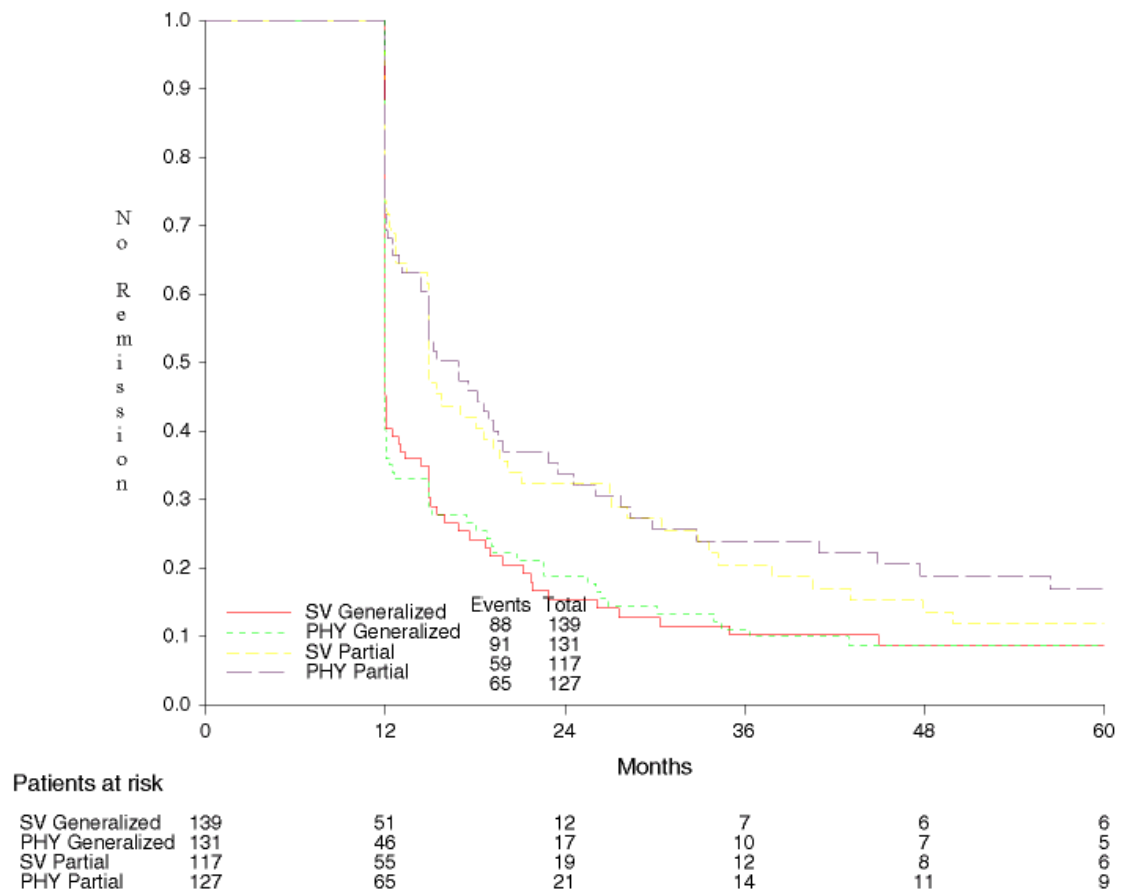 1.0
0.9
0.8
0.7
0.6
0.5
0.4
0.3
0.2
0.1
0.0
No Remission
Events Total
SV Generalized 88 139
PHY Generalized 91 131
SV Partial 59 117
PHY Partial 65 127
0 12 24 36 48 60
Months
Patients at risk
SV Generalized 139 51 12 7 6 6
PHY Generalized 131 46 17 10 7 5
SV Partial 117 55 19 12 8 6
PHY Partial 127 65 21 14 11 9